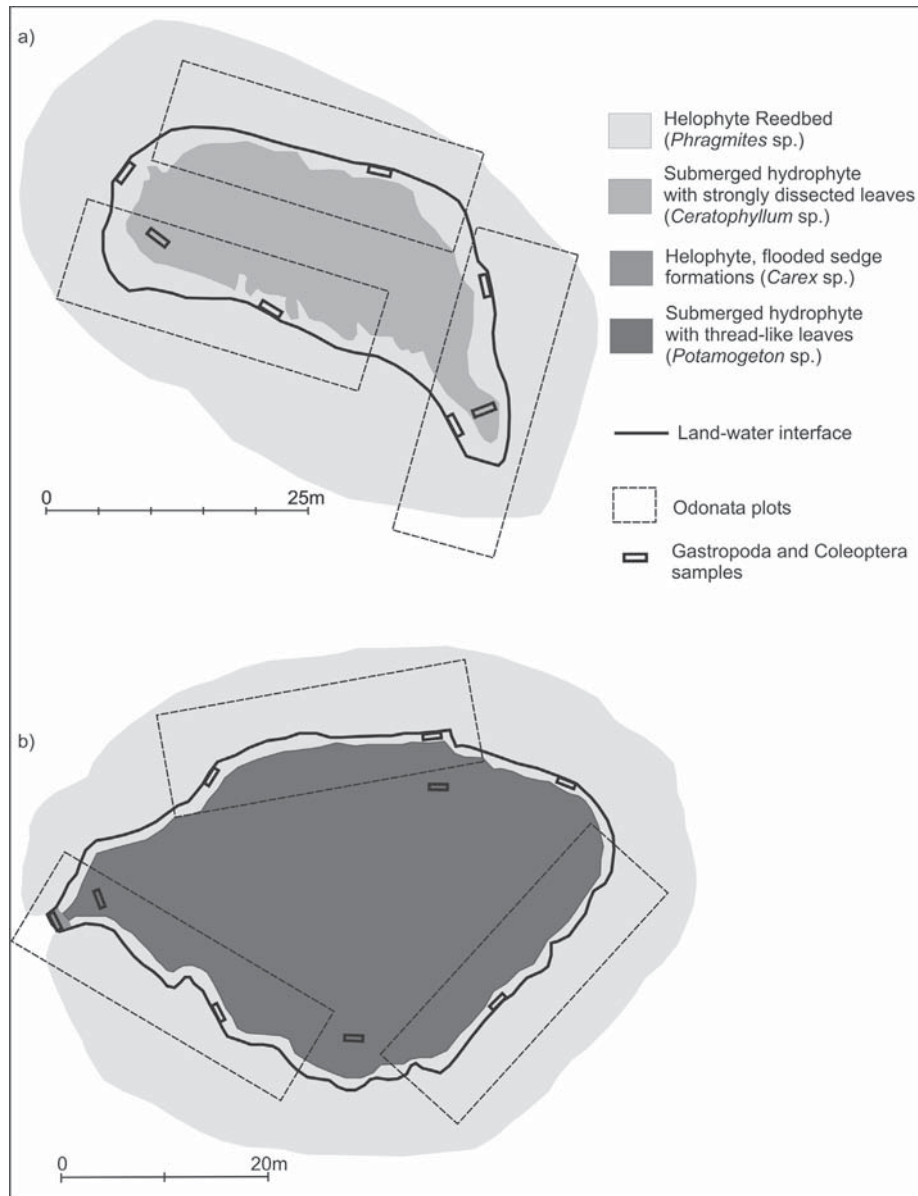 a)
Helophyte Reedbed
(Phragmites sp.)
Submerged hydrophyte
with strongly dissected leaves
(Ceratophyllum sp.)
Helophyte, flooded sedge
formations (Carex sp.)
Submerged hydrophyte
with thread-like leaves
(Potamogeton sp.)
Land-water interface
Odonata plots
Gastropoda and Coleoptera
samples
0 25m
b)
0 20m